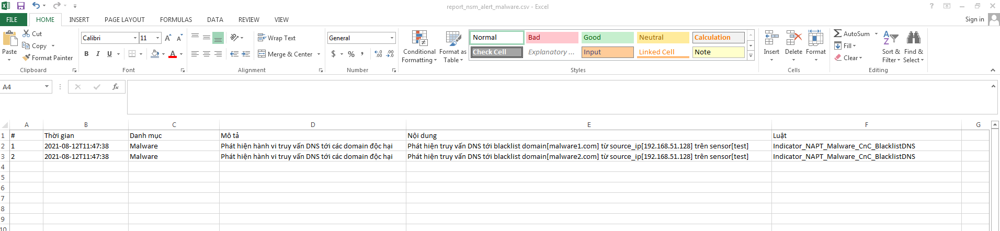 report_nsm_alert_malware.csv - Excel
?
FILE HOME INSERT PAGE LAYOUT FORMULAS DATA REVIEW VIEW
Sign in
Paste
Cut
Copy
Format Painter
Clipboard
Calibri 11
B I U
Font
Wrap Text
Merge & Center
Alignment
General
$ % ,
Number
Conditional Formatting
Format as Table
Normal Bad Good Neutral Calculation
Check Cell Explanatory ... Input Linked Cell Note
Styles
Insert Delete Format
Cells
AutoSum
Fill
Clear
Sort & Filter
Find & Select
Editing
A4
fx
A B C D E F G
1 # Thời gian Danh mục Mô tả Nội dung Luật
2 1 2021-08-12T11:47:38 Malware Phát hiện hành vi truy vấn DNS tới các domain độc hại Phát hiện truy vấn DNS tới blacklist domain[malware1.com] từ source_ip[192.168.51.128] trên sensor[test] Indicator_NAPT_Malware_CnC_BlacklistDNS
3 2 2021-08-12T11:47:38 Malware Phát hiện hành vi truy vấn DNS tới các domain độc hại Phát hiện truy vấn DNS tới blacklist domain[malware2.com] từ source_ip[192.168.51.128] trên sensor[test] Indicator_NAPT_Malware_CnC_BlacklistDNS
4
5
6
7
8
9
10